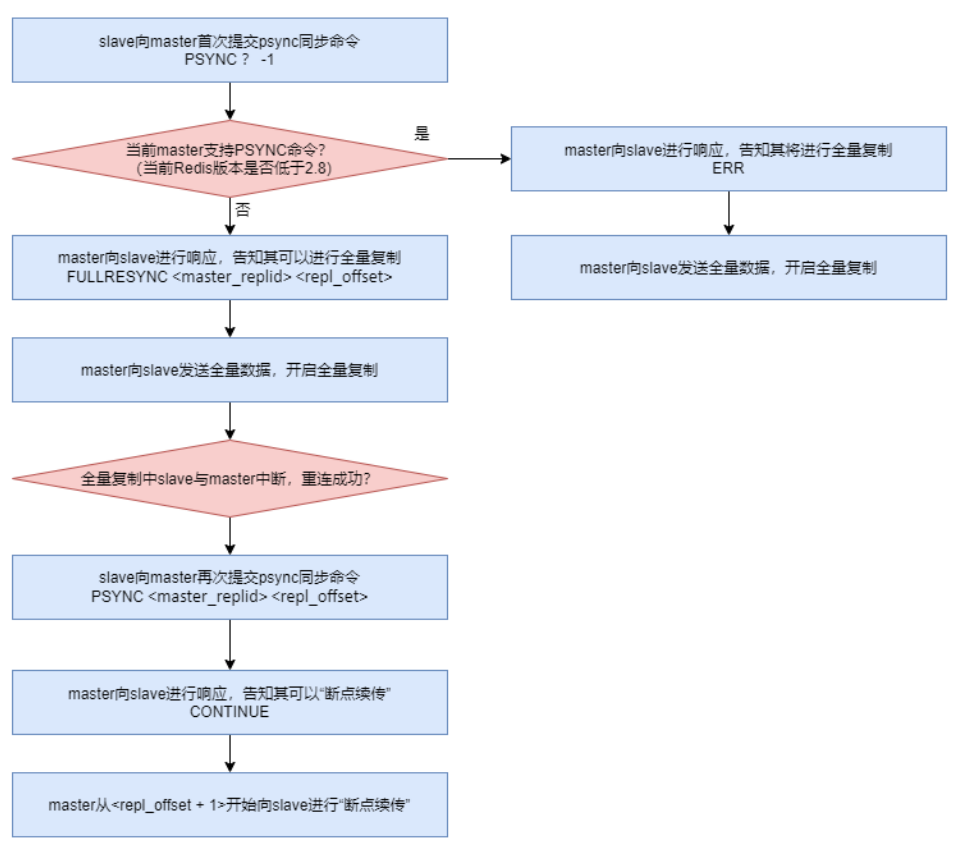 slave向master首次提交psync同步命令
PSYNC ？ -1
当前master支持PSYNC命令？
（当前Redis版本是否低于2.8)
是
master向slave进行响应，告知其将进行全量复制
ERR
master向slave发送全量数据，开启全量复制
否
master向slave进行响应，告知其可以进行全量复制
FULLRESYNC <master_replid> <repl_offset>
master向slave发送全量数据，开启全量复制
全量复制中slave与master中断，重连成功？
slave向master再次提交psync同步命令
PSYNC <master_replid> <repl_offset>
master向slave进行响应，告知其可以“断点续传”
CONTINUE
master从<repl_offset + 1>开始向slave进行“断点续传”